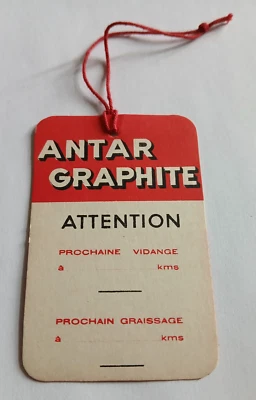 ANTAR
GRAPHITE
ATTENTION
PROCHAINE VIDANGE
à ........................ kms
PROCHAIN GRAISSAGE
à ........................ kms